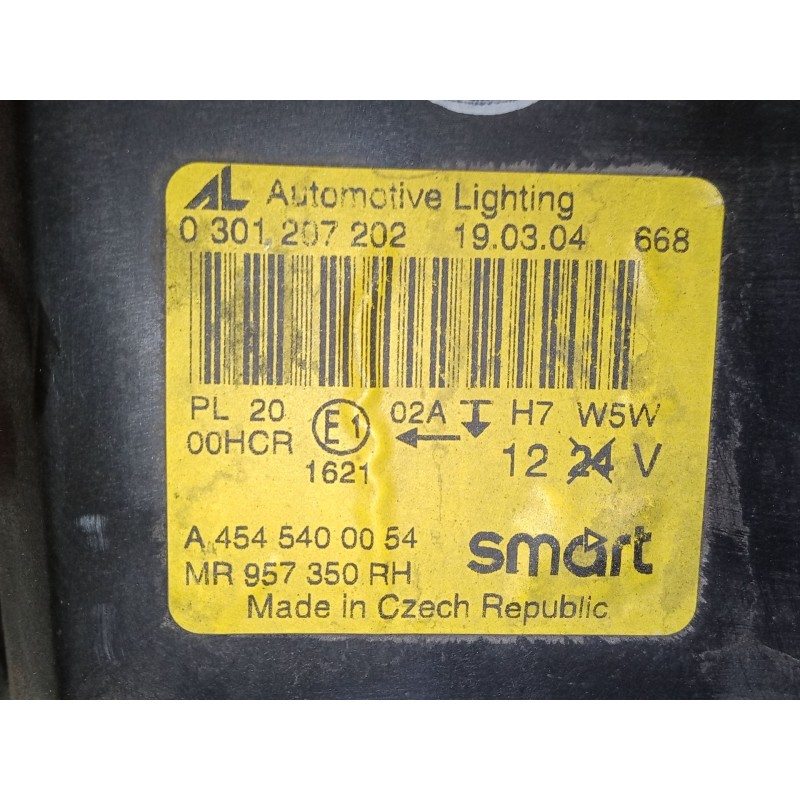 AL Automotive Lighting
0 301 207 202 19.03.04 668
PL 20 E1 02A H7 W5W
00HCR 1621 12 24 V
A 454 540 00 54 smart
MR 957 350 RH
Made in Czech Republic